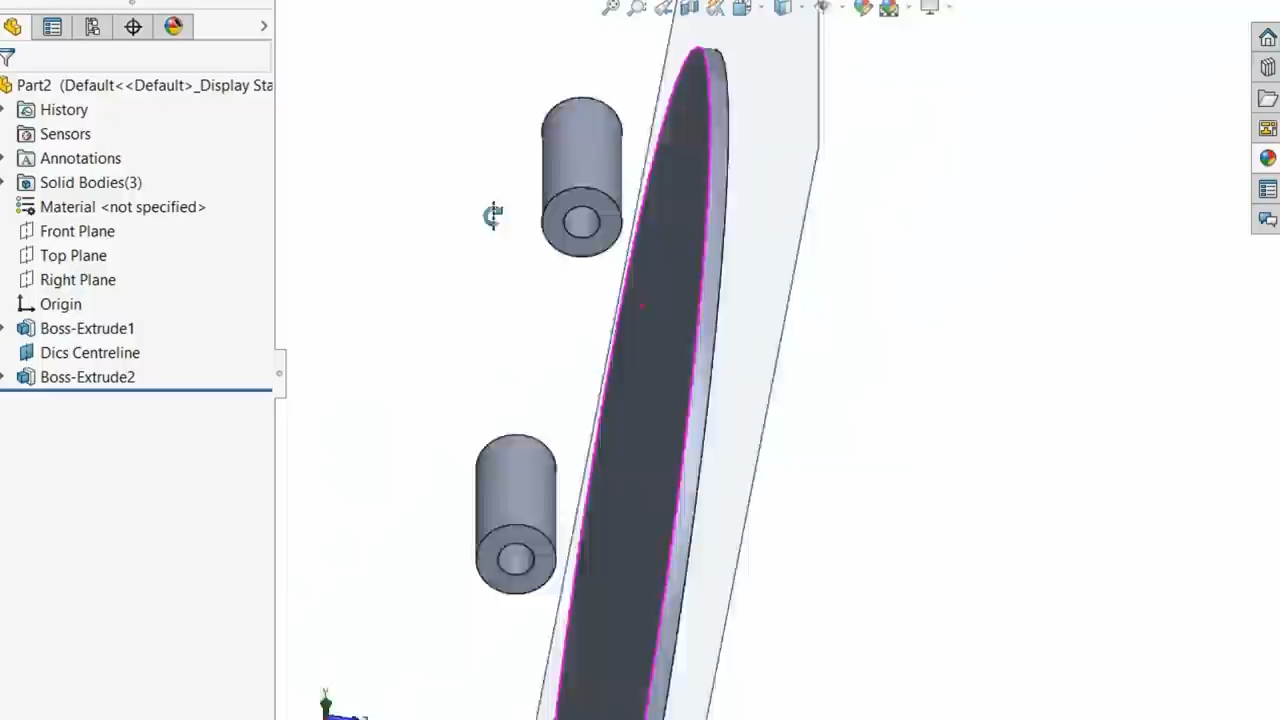 Part2 (Default<<Default>_Display Sta
History
Sensors
Annotations
Solid Bodies(3)
Material <not specified>
Front Plane
Top Plane
Right Plane
Origin
Boss-Extrude1
Dics Centreline
Boss-Extrude2